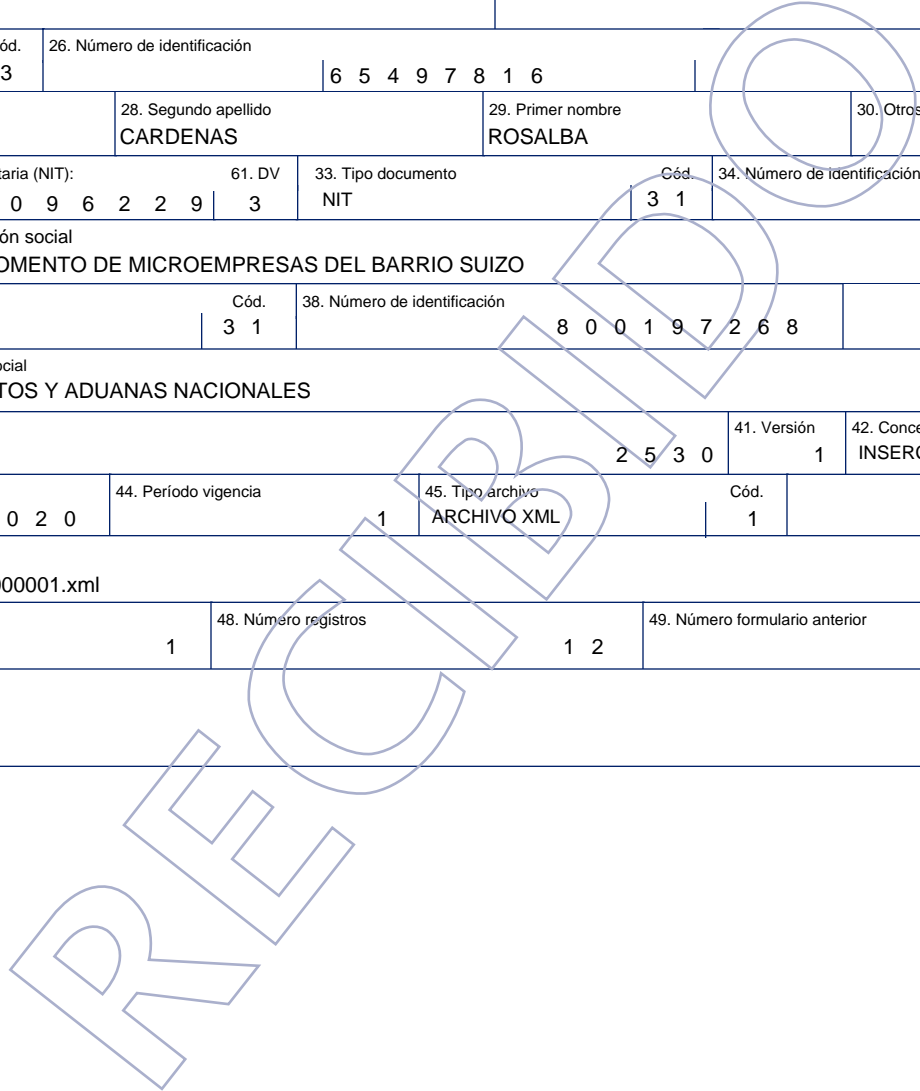 ód. 26. Número de identificación
3 6 5 4 9 7 8 1 6
28. Segundo apellido 29. Primer nombre 30. Otros
CARDENAS ROSALBA
taria (NIT): 61. DV 33. Tipo documento Cód. 34. Número de identificación
0 9 6 2 2 9 3 NIT 3 1
ón social
OMENTO DE MICROEMPRESAS DEL BARRIO SUIZO
Cód. 38. Número de identificación
3 1 8 0 0 1 9 7 2 6 8
ocial
TOS Y ADUANAS NACIONALES
41. Versión 42. Conce
2 5 3 0 1 INSERC
44. Período vigencia 45. Tipo archivo Cód.
0 2 0 1 ARCHIVO XML 1
000001.xml
48. Número registros 49. Número formulario anterior
1 1 2
RECIBIDO